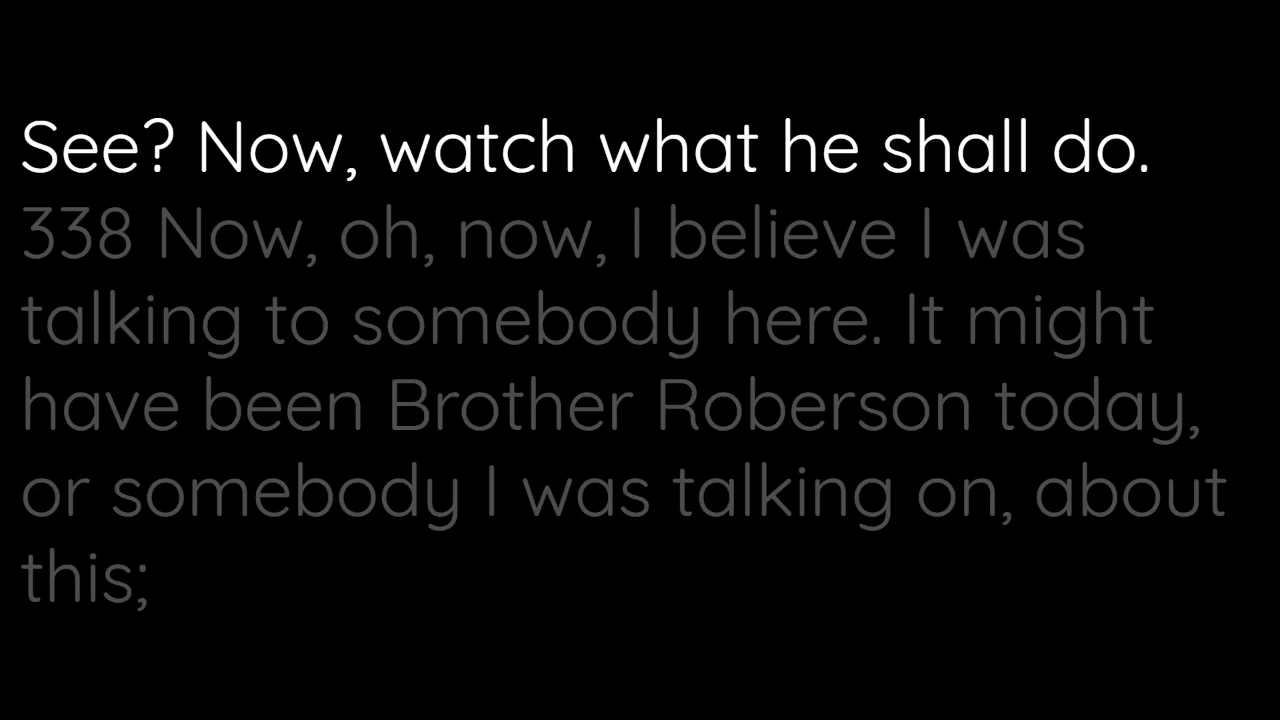 See? Now, watch what he shall do.
338 Now, oh, now, I believe I was
talking to somebody here. It might
have been Brother Roberson today,
or somebody I was talking on, about
this;